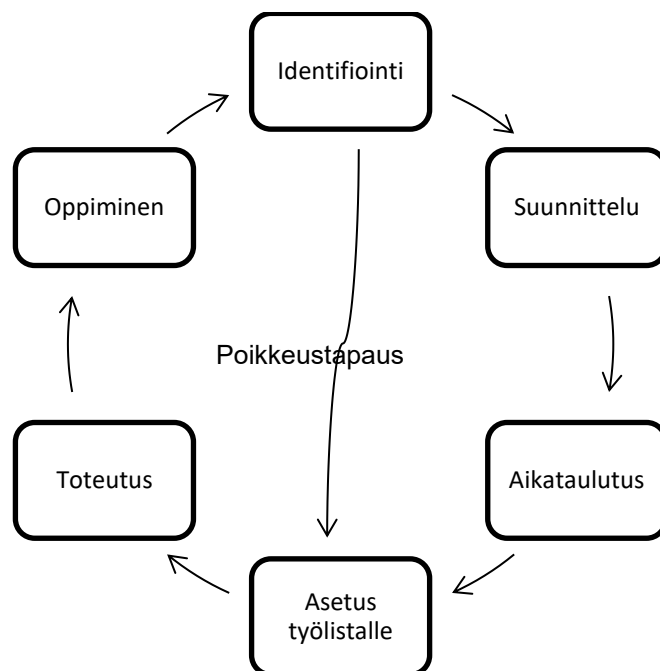 Identifiointi
Oppiminen
Suunnittelu
Poikkeustapaus
Toteutus
Aikataulutus
Asetus
työlistalle